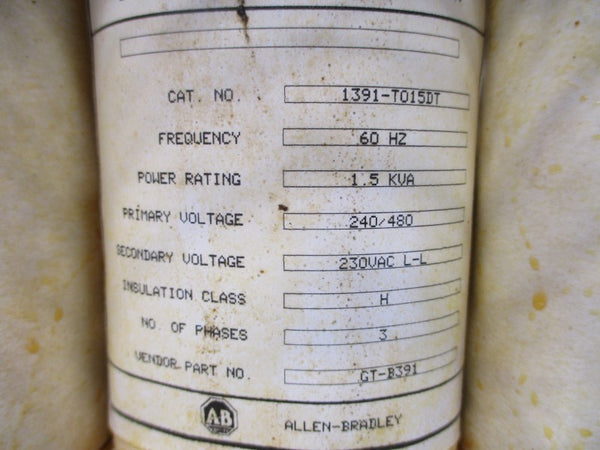 CAT. NO. 1391-T015DT
FREQUENCY 60 HZ
POWER RATING 1.5 KVA
PRIMARY VOLTAGE 240/480
SECONDARY VOLTAGE 230VAC L-L
INSULATION CLASS H
NO. OF PHASES 3
VENDOR PART NO. GT-B391
AB ALLEN-BRADLEY